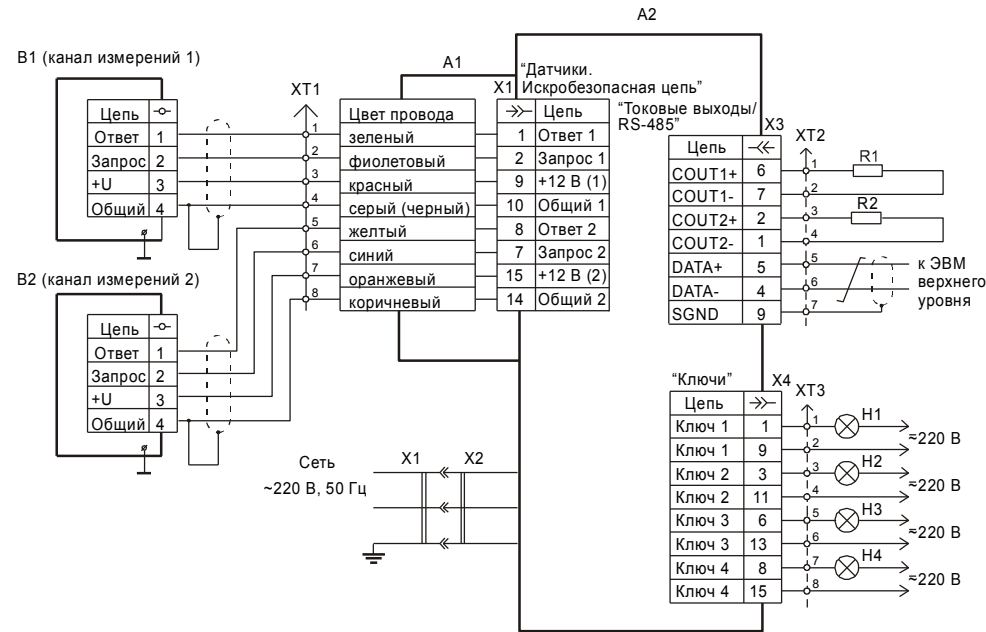 A2
B1 (канал измерений 1)
A1
XT1
"Датчики.
X1 Искробезопасная цепь"
Цепь
Ответ 1
Запрос 2
+U 3
Общий 4
1
2
3
4
5
6
7
8
Цвет провода
зеленый
фиолетовый
красный
серый (черный)
желтый
синий
оранжевый
коричневый
Цепь
1 Ответ 1
2 Запрос 1
9 +12 В (1)
10 Общий 1
8 Ответ 2
7 Запрос 2
15 +12 В (2)
14 Общий 2
B2 (канал измерений 2)
Цепь
Ответ 1
Запрос 2
+U 3
Общий 4
"Токовые выходы/
RS-485"
X3
XT2
Цепь
COUT1+ 6
COUT1- 7
COUT2+ 2
COUT2- 1
DATA+ 5
DATA- 4
SGND 9
1
2
3
4
5
6
7
R1
R2
к ЭВМ
верхнего
уровня
Сеть
~220 В, 50 Гц
X1
X2
"Ключи"
X4
XT3
Цепь
Ключ 1 1
Ключ 1 9
Ключ 2 3
Ключ 2 11
Ключ 3 6
Ключ 3 13
Ключ 4 8
Ключ 4 15
1
2
3
4
5
6
7
8
H1
≂220 В
H2
≂220 В
H3
≂220 В
H4
≂220 В